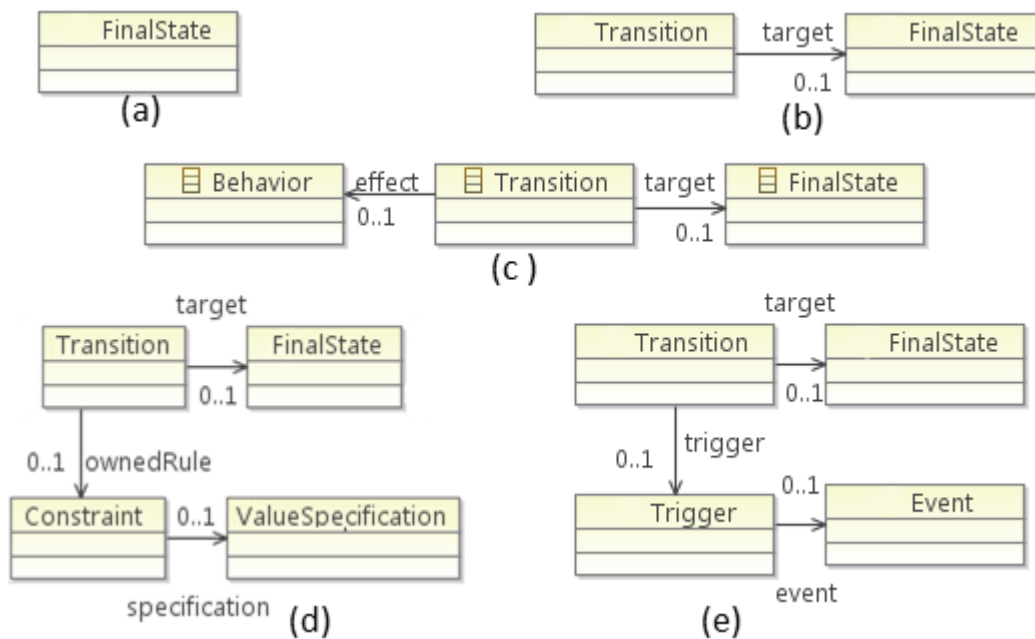 FinalState
(a)
Transition target FinalState
0..1
(b)
Behavior effect Transition target FinalState
0..1 0..1
(c )
target
Transition FinalState
0..1
0..1 ownedRule
Constraint 0..1 ValueSpecification
specification
(d)
target
Transition FinalState
0..1
trigger
0..1
Trigger 0..1 Event
event
(e)